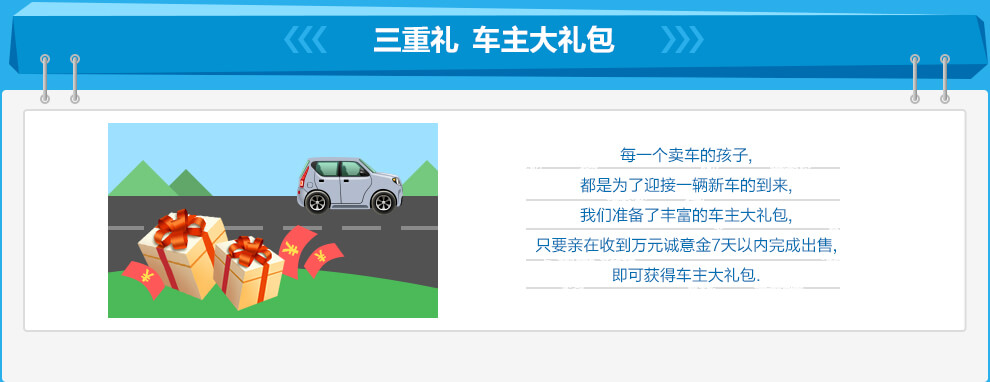 三重礼 车主大礼包
每一个卖车的孩子,
都是为了迎接一辆新车的到来,
我们准备了丰富的车主大礼包,
只要亲在收到万元诚意金7天以内完成出售,
即可获得车主大礼包.